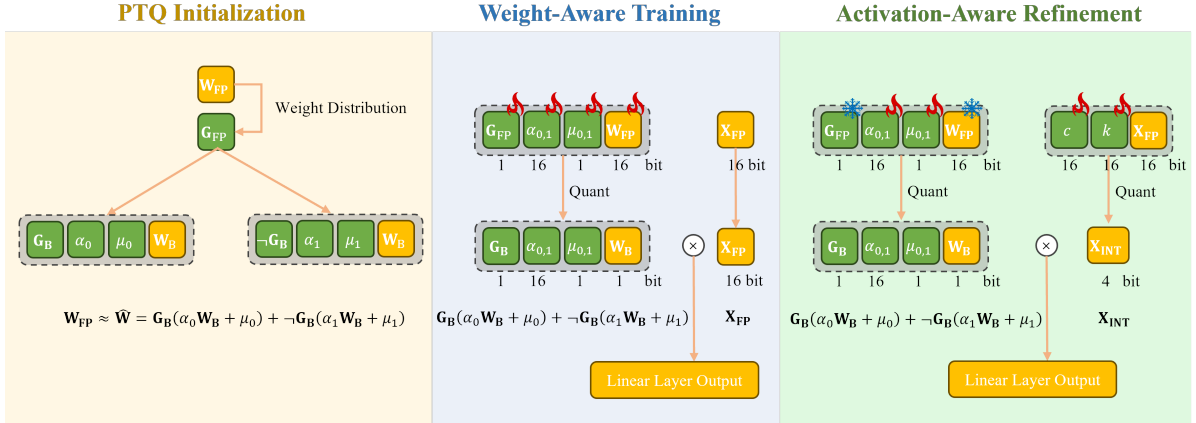 PTQ Initialization
W_FP
Weight Distribution
G_FP
G_B α_0 μ_0 W_B
¬G_B α_1 μ_1 W_B
W_FP ≈ Ŵ = G_B(α_0W_B + μ_0) + ¬G_B(α_1W_B + μ_1)
Weight-Aware Training
G_FP α_0,1 μ_0,1 W_FP
1 16 1 16 bit
X_FP
16 bit
Quant
G_B α_0,1 μ_0,1 W_B
1 16 1 1 bit
×
X_FP
16 bit
G_B(α_0W_B + μ_0) + ¬G_B(α_1W_B + μ_1)
X_FP
Linear Layer Output
Activation-Aware Refinement
G_FP α_0,1 μ_0,1 W_FP
1 16 1 16 bit
c k X_FP
16 16 16 bit
Quant
Quant
G_B α_0,1 μ_0,1 W_B
1 16 1 1 bit
×
X_INT
4 bit
G_B(α_0W_B + μ_0) + ¬G_B(α_1W_B + μ_1)
X_INT
Linear Layer Output